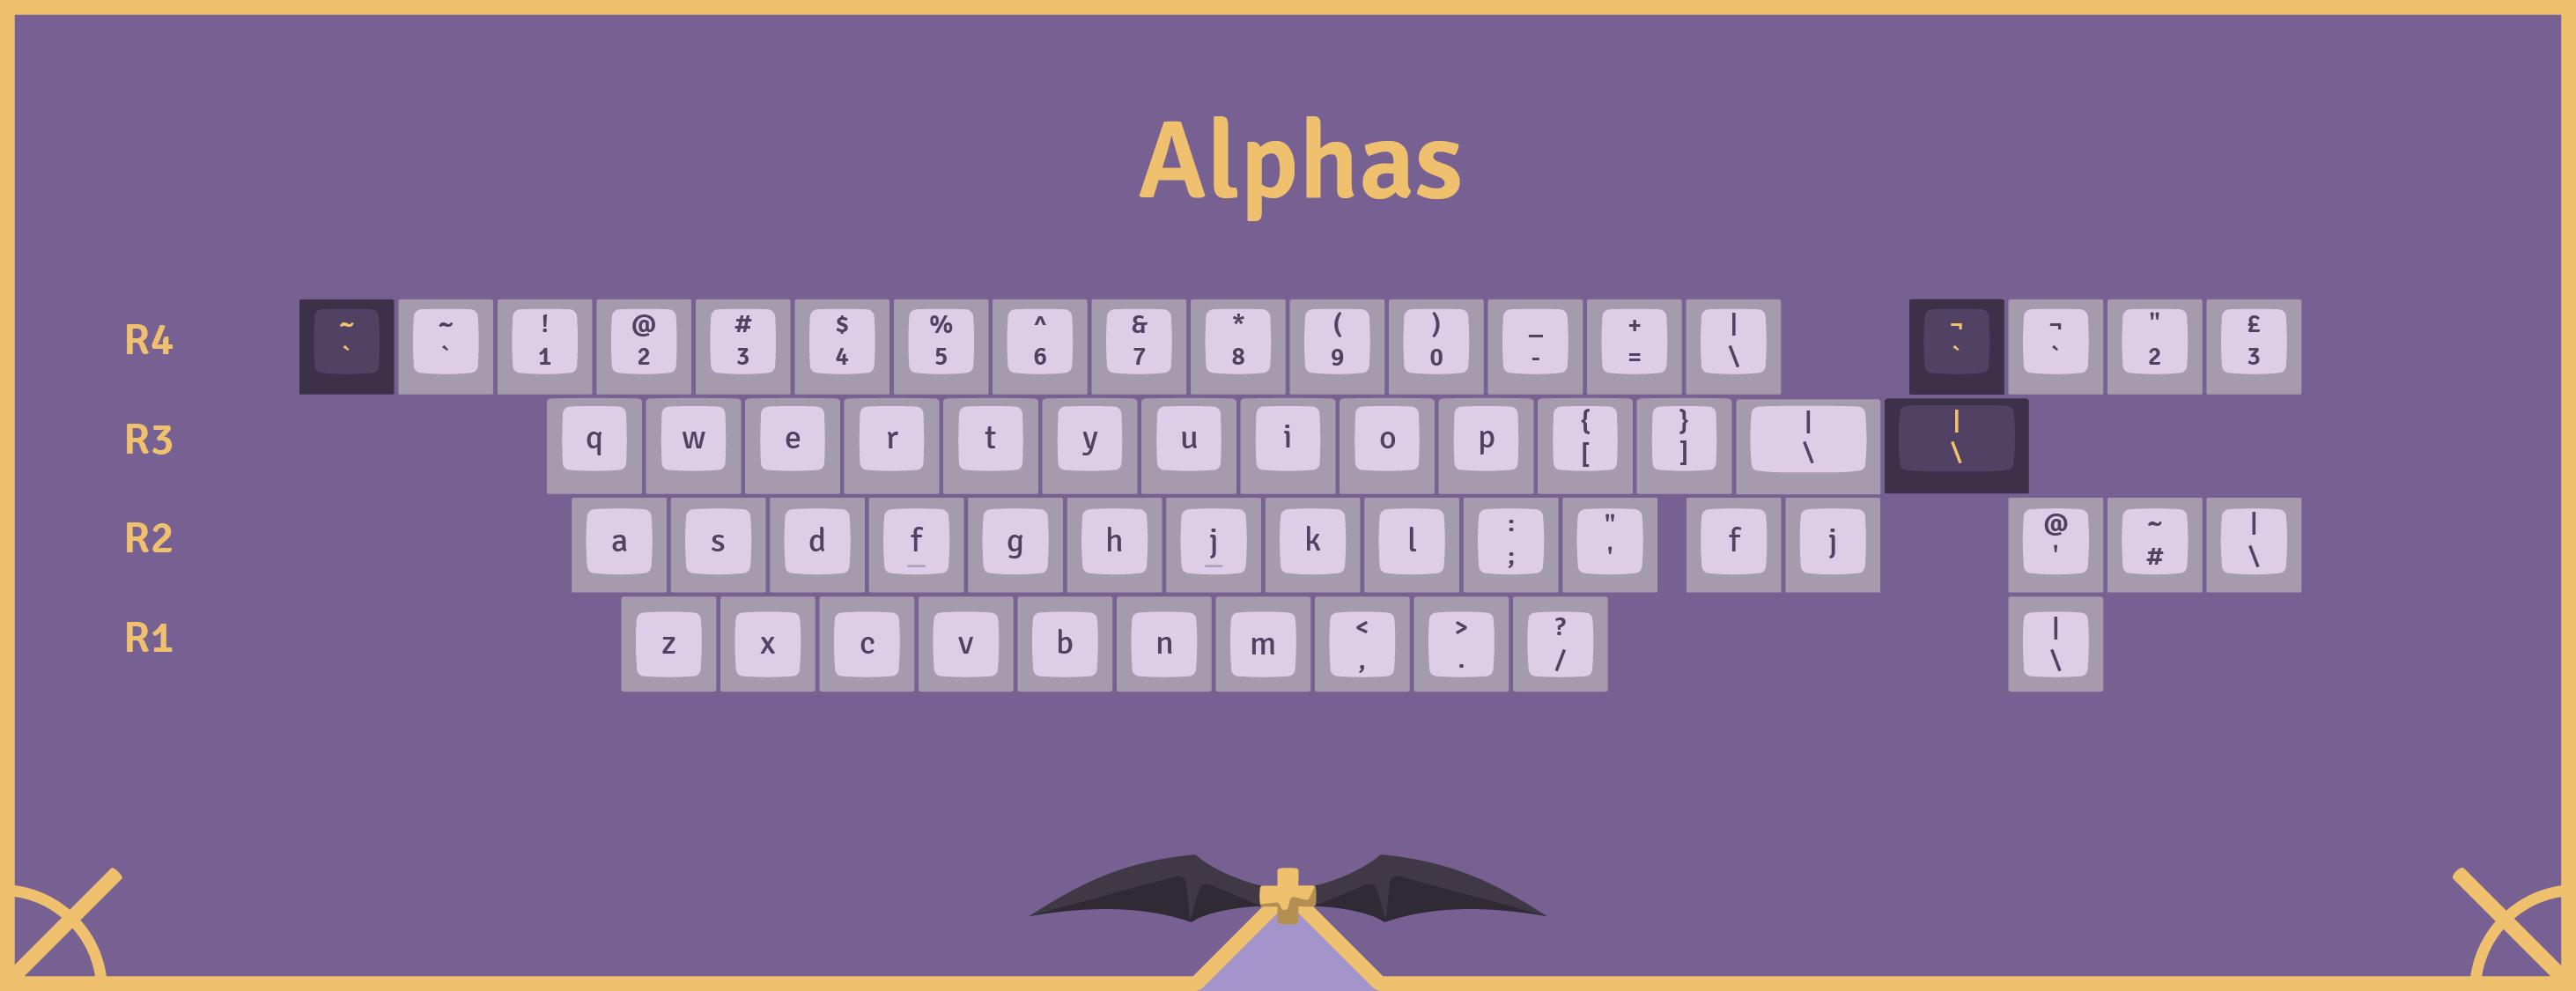 Alphas
R4 ~ ` ~ ` ! 1 @ 2 # 3 $ 4 % 5 ^ 6 & 7 * 8 ( 9 ) 0 _ - + = | \ ¬ ` ¬ ` " 2 £ 3
R3 q w e r t y u i o p { [ } ] | \ | \
R2 a s d f g h j k l : ; " ' f j @ ' ~ # | \
R1 z x c v b n m < , > . ? / | \